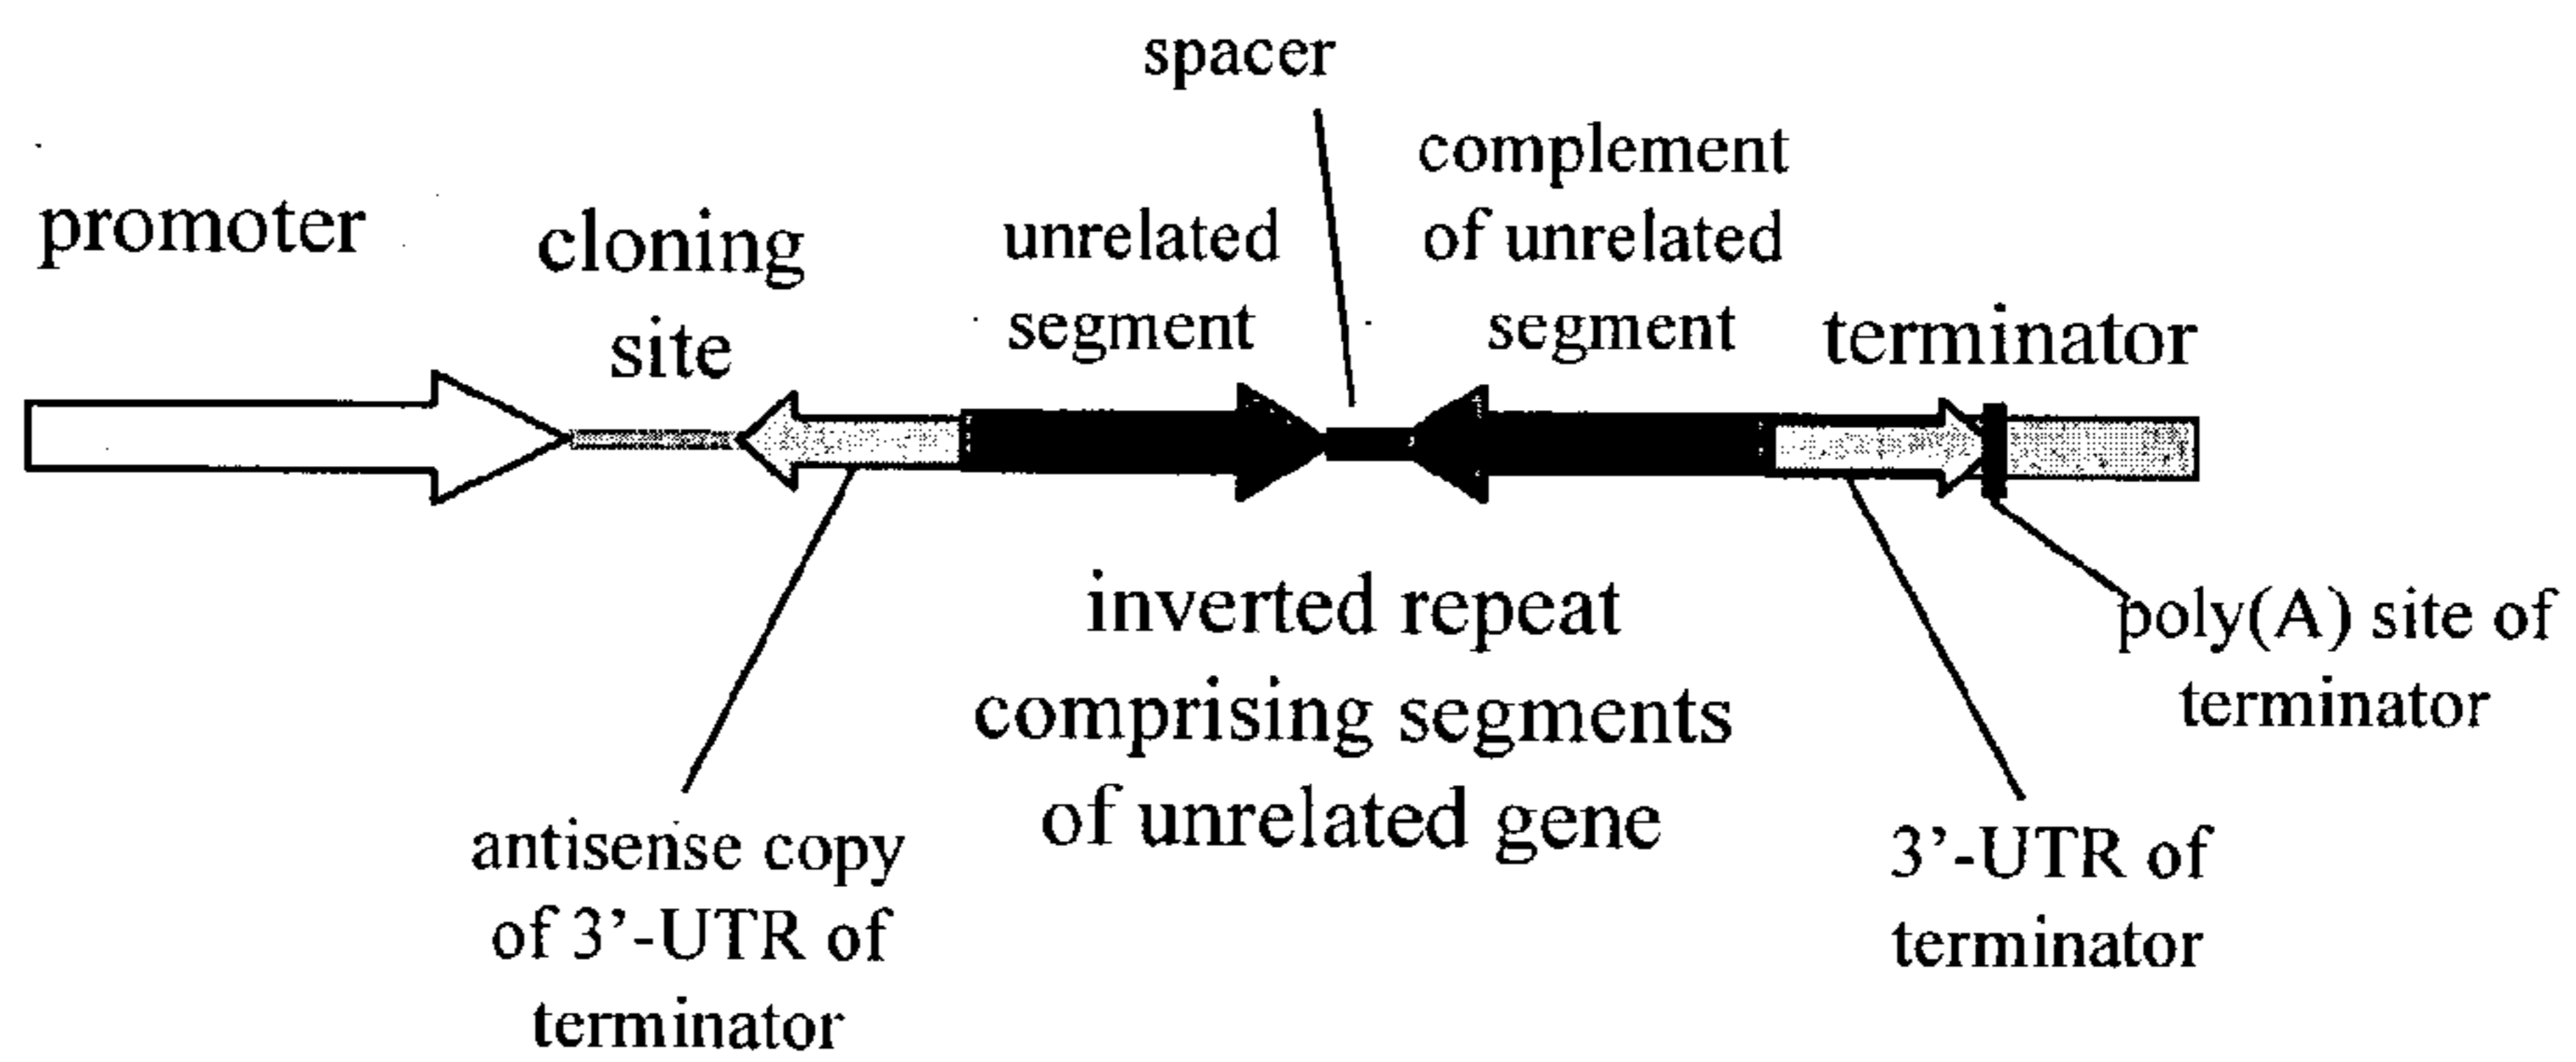 spacer
promoter
cloning
site
unrelated
segment
complement
of unrelated
segment
terminator
antisense copy
of 3’-UTR of
terminator
inverted repeat
comprising segments
of unrelated gene
3’-UTR of
terminator
poly(A) site of
terminator